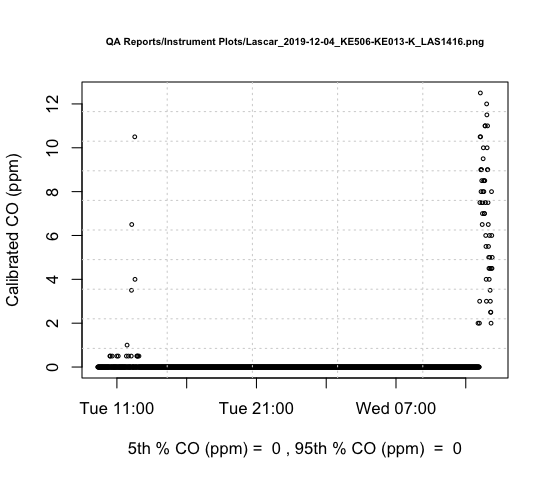 QA Reports/Instrument Plots/Lascar_2019-12-04_KE506-KE013-K_LAS1416.png
Calibrated CO (ppm)
12
10
8
6
4
2
0
Tue 11:00 Tue 21:00 Wed 07:00
5th % CO (ppm) = 0 , 95th % CO (ppm) = 0